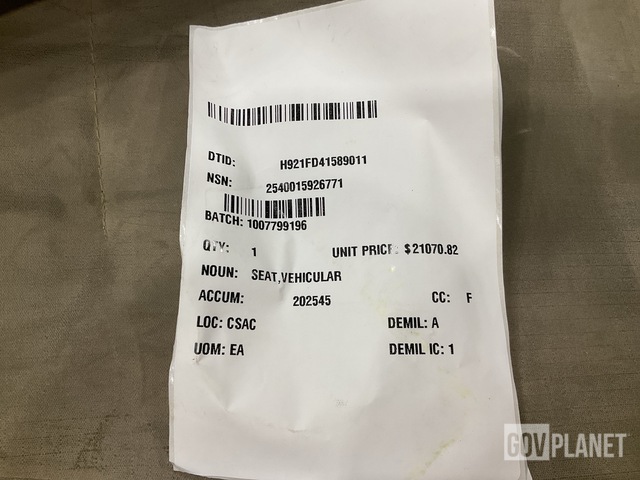 DTID: H921FD41589011
NSN: 2540015926771
BATCH: 1007799196
QTY: 1 UNIT PRICE: $21070.82
NOUN: SEAT,VEHICULAR
ACCUM: 202545 CC: F
LOC: CSAC DEMIL: A
UOM: EA DEMIL IC: 1
GOVPLANET